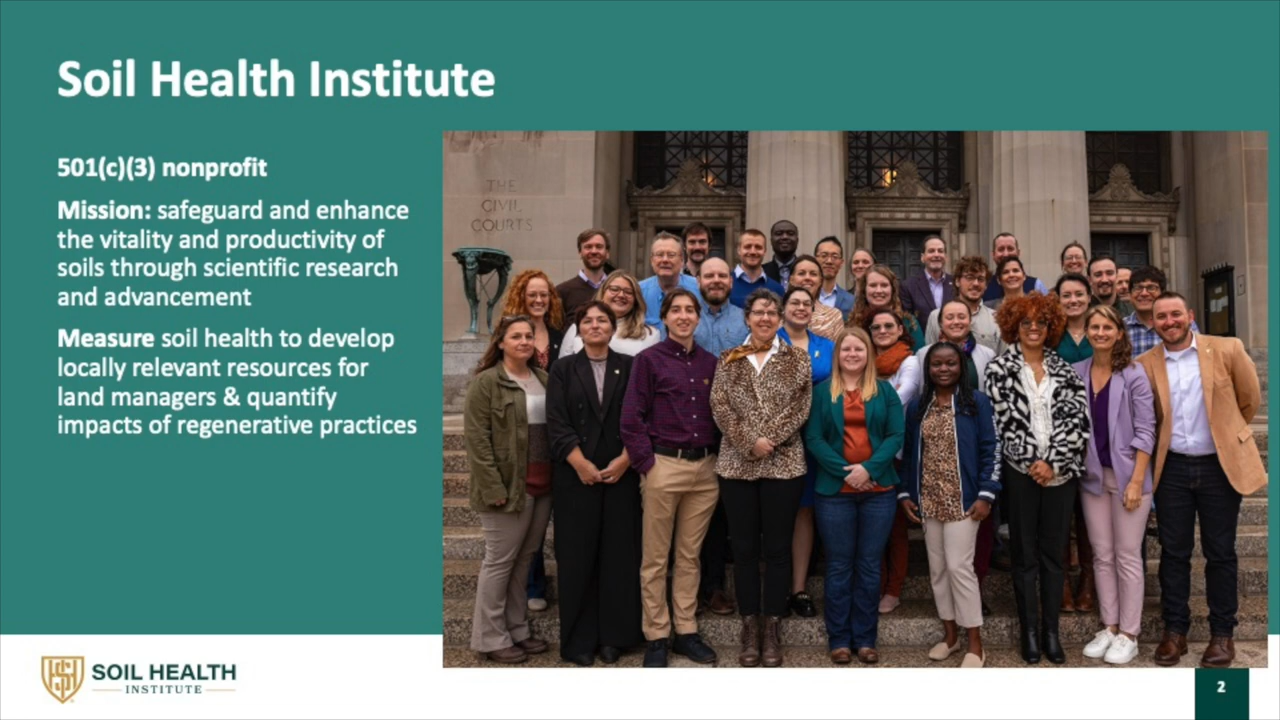 Soil Health Institute
501(c)(3) nonprofit
Mission: safeguard and enhance
the vitality and productivity of
soils through scientific research
and advancement
Measure soil health to develop
locally relevant resources for
land managers & quantify
impacts of regenerative practices
THE
CIVIL
COURTS
SHI
SOIL HEALTH
INSTITUTE
2